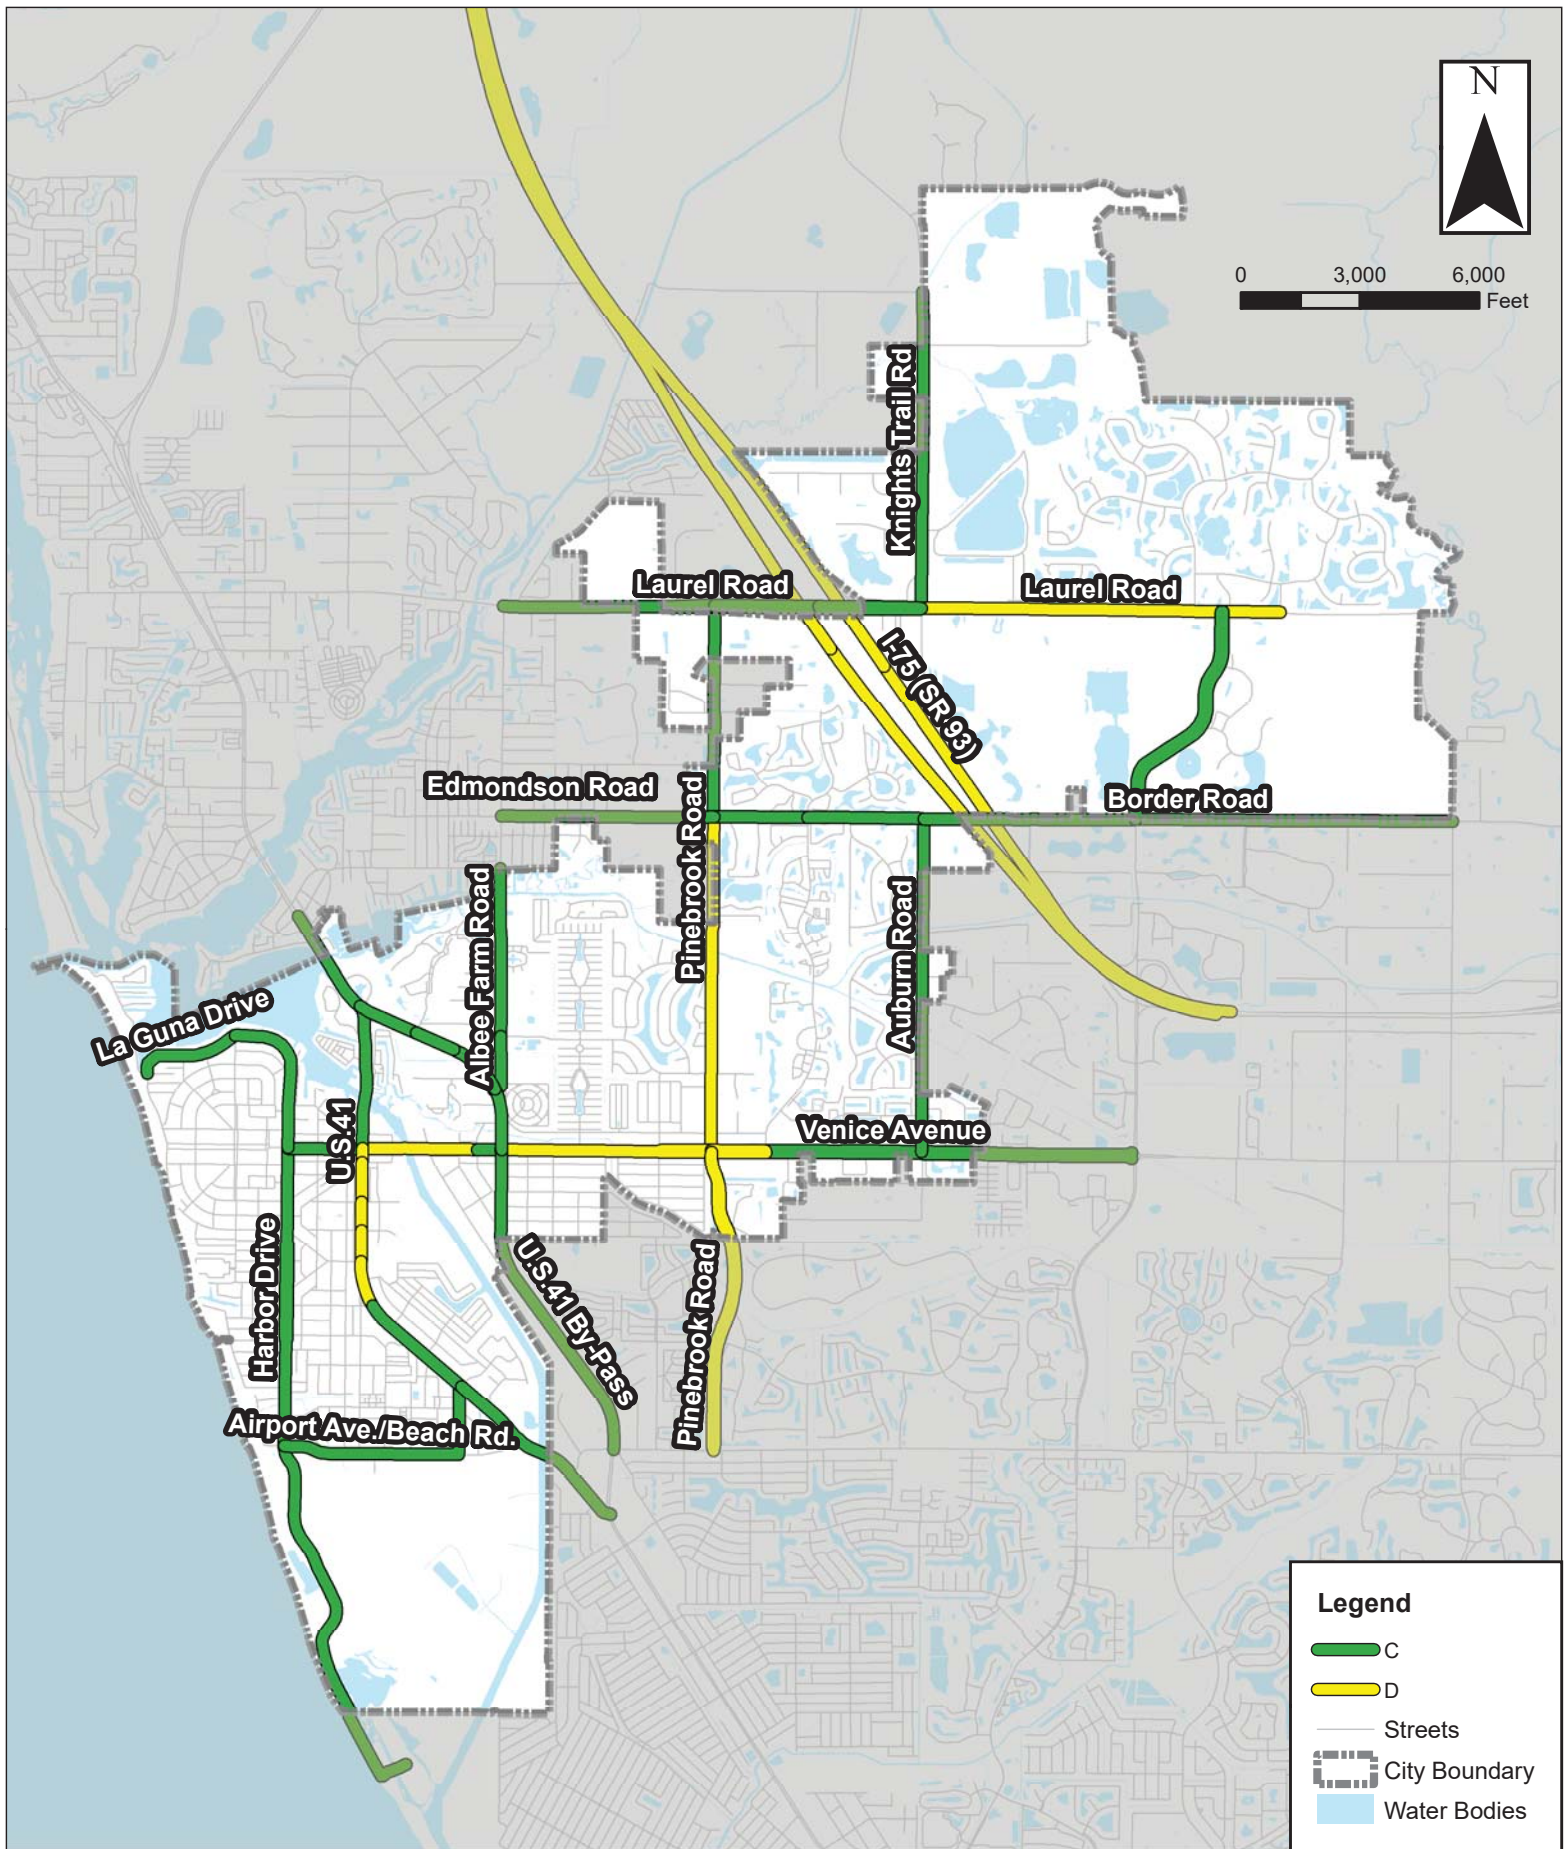 N
0 3,000 6,000
Feet
Knights Trail Rd
Laurel Road
Laurel Road
I-75 (SR 93)
Edmondson Road
Border Road
Pinebrook Road
Albee Farm Road
Auburn Road
La Guna Drive
U.S.41
Venice Avenue
Harbor Drive
U.S.41 By-Pass
Pinebrook Road
Airport Ave./Beach Rd.
Legend
C
D
Streets
City Boundary
Water Bodies